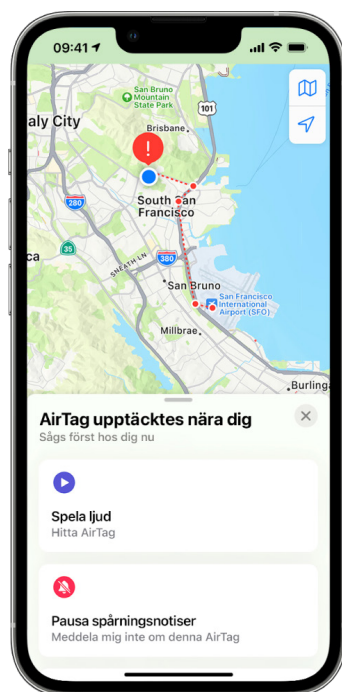 09:41
San Bruno
Mountain
State Park
101
aly City
Brisbane
South San
Francisco
280
35
ca
380
SNEATH LN
San Bruno
San Francisco
International
Airport (SFO)
Millbrae
Burling
AirTag upptäcktes nära dig
Sågs först hos dig nu
Spela ljud
Hitta AirTag
Pausa spårningsnotiser
Meddela mig inte om denna AirTag